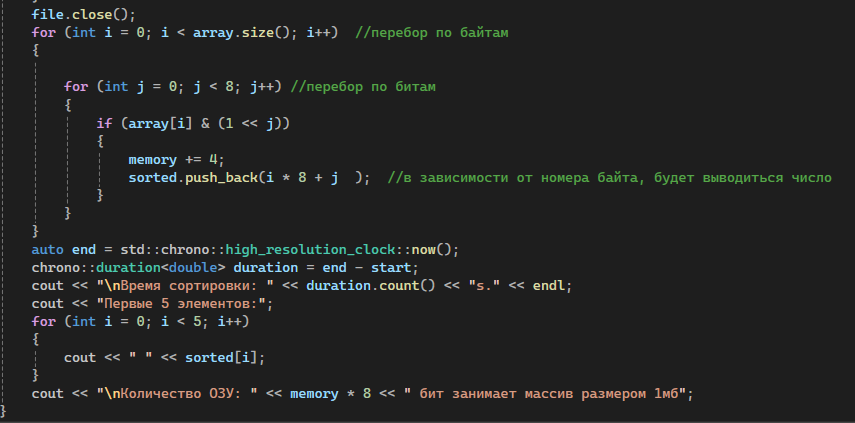 file.close();
for (int i = 0; i < array.size(); i++)  //перебор по байтам
{
for (int j = 0; j < 8; j++) //перебор по битам
{
if (array[i] & (1 << j))
{
memory += 4;
sorted.push_back(i * 8 + j  );  //в зависимости от номера байта, будет выводиться число
}
}
}
auto end = std::chrono::high_resolution_clock::now();
chrono::duration<double> duration = end - start;
cout << "\nВремя сортировки: " << duration.count() << "s." << endl;
cout << "Первые 5 элементов:";
for (int i = 0; i < 5; i++)
{
cout << " " << sorted[i];
}
cout << "\nКоличество ОЗУ: " << memory * 8 << " бит занимает массив размером 1мб";
}